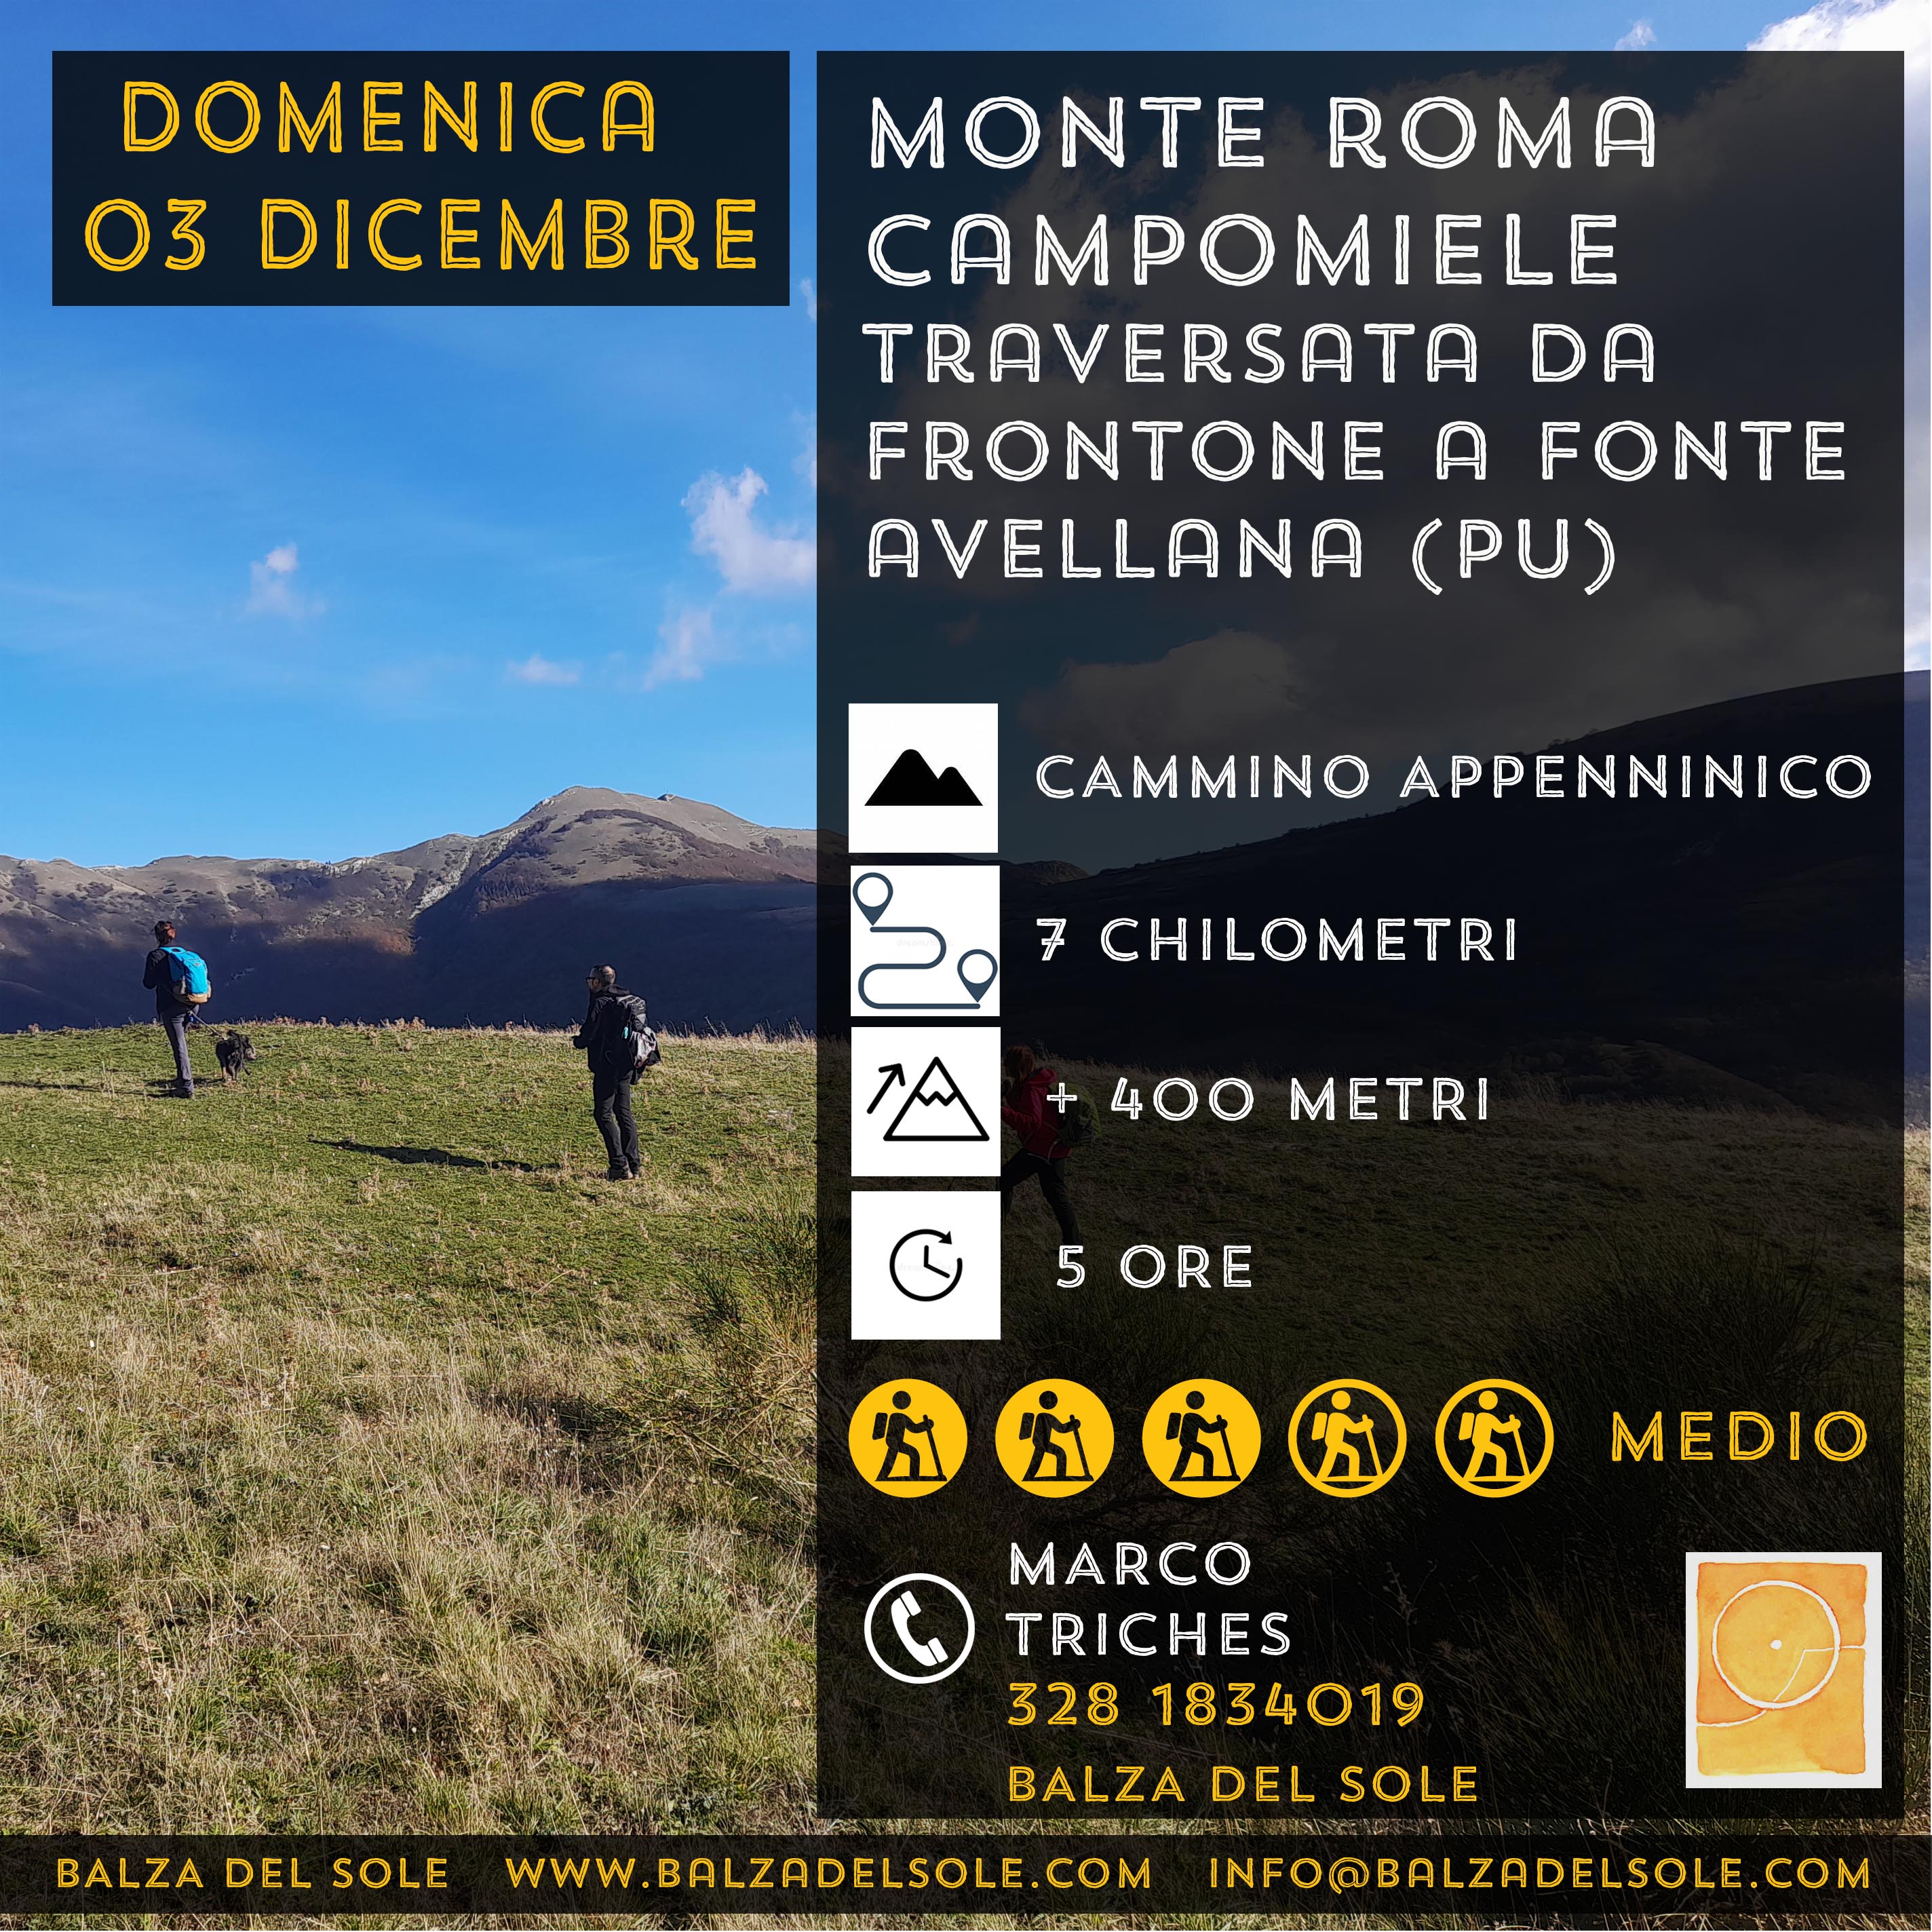 DOMENICA
03 DICEMBRE
MONTE ROMA
CAMPOMIELE
TRAVERSATA DA
FRONTONE A FONTE
AVELLANA (PU)
CAMMINO APPENNINICO
7 CHILOMETRI
+ 400 METRI
5 ORE
MEDIO
MARCO
TRICHES
328 1834019
BALZA DEL SOLE
BALZA DEL SOLE WWW.BALZADELSOLE.COM INFO@BALZADELSOLE.COM